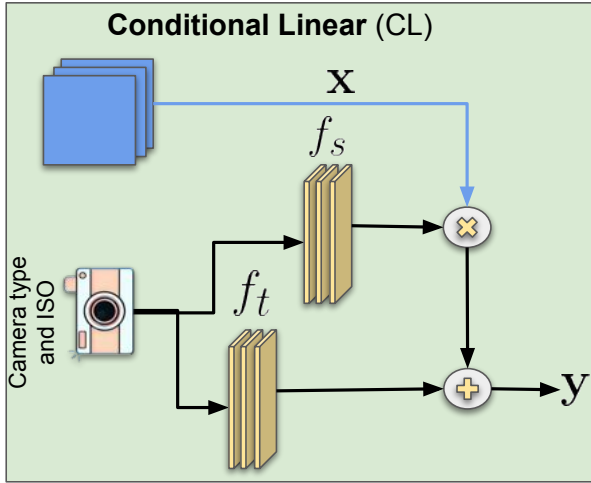 Conditional Linear (CL)
x
f_s
Camera type
and ISO
f_t
y